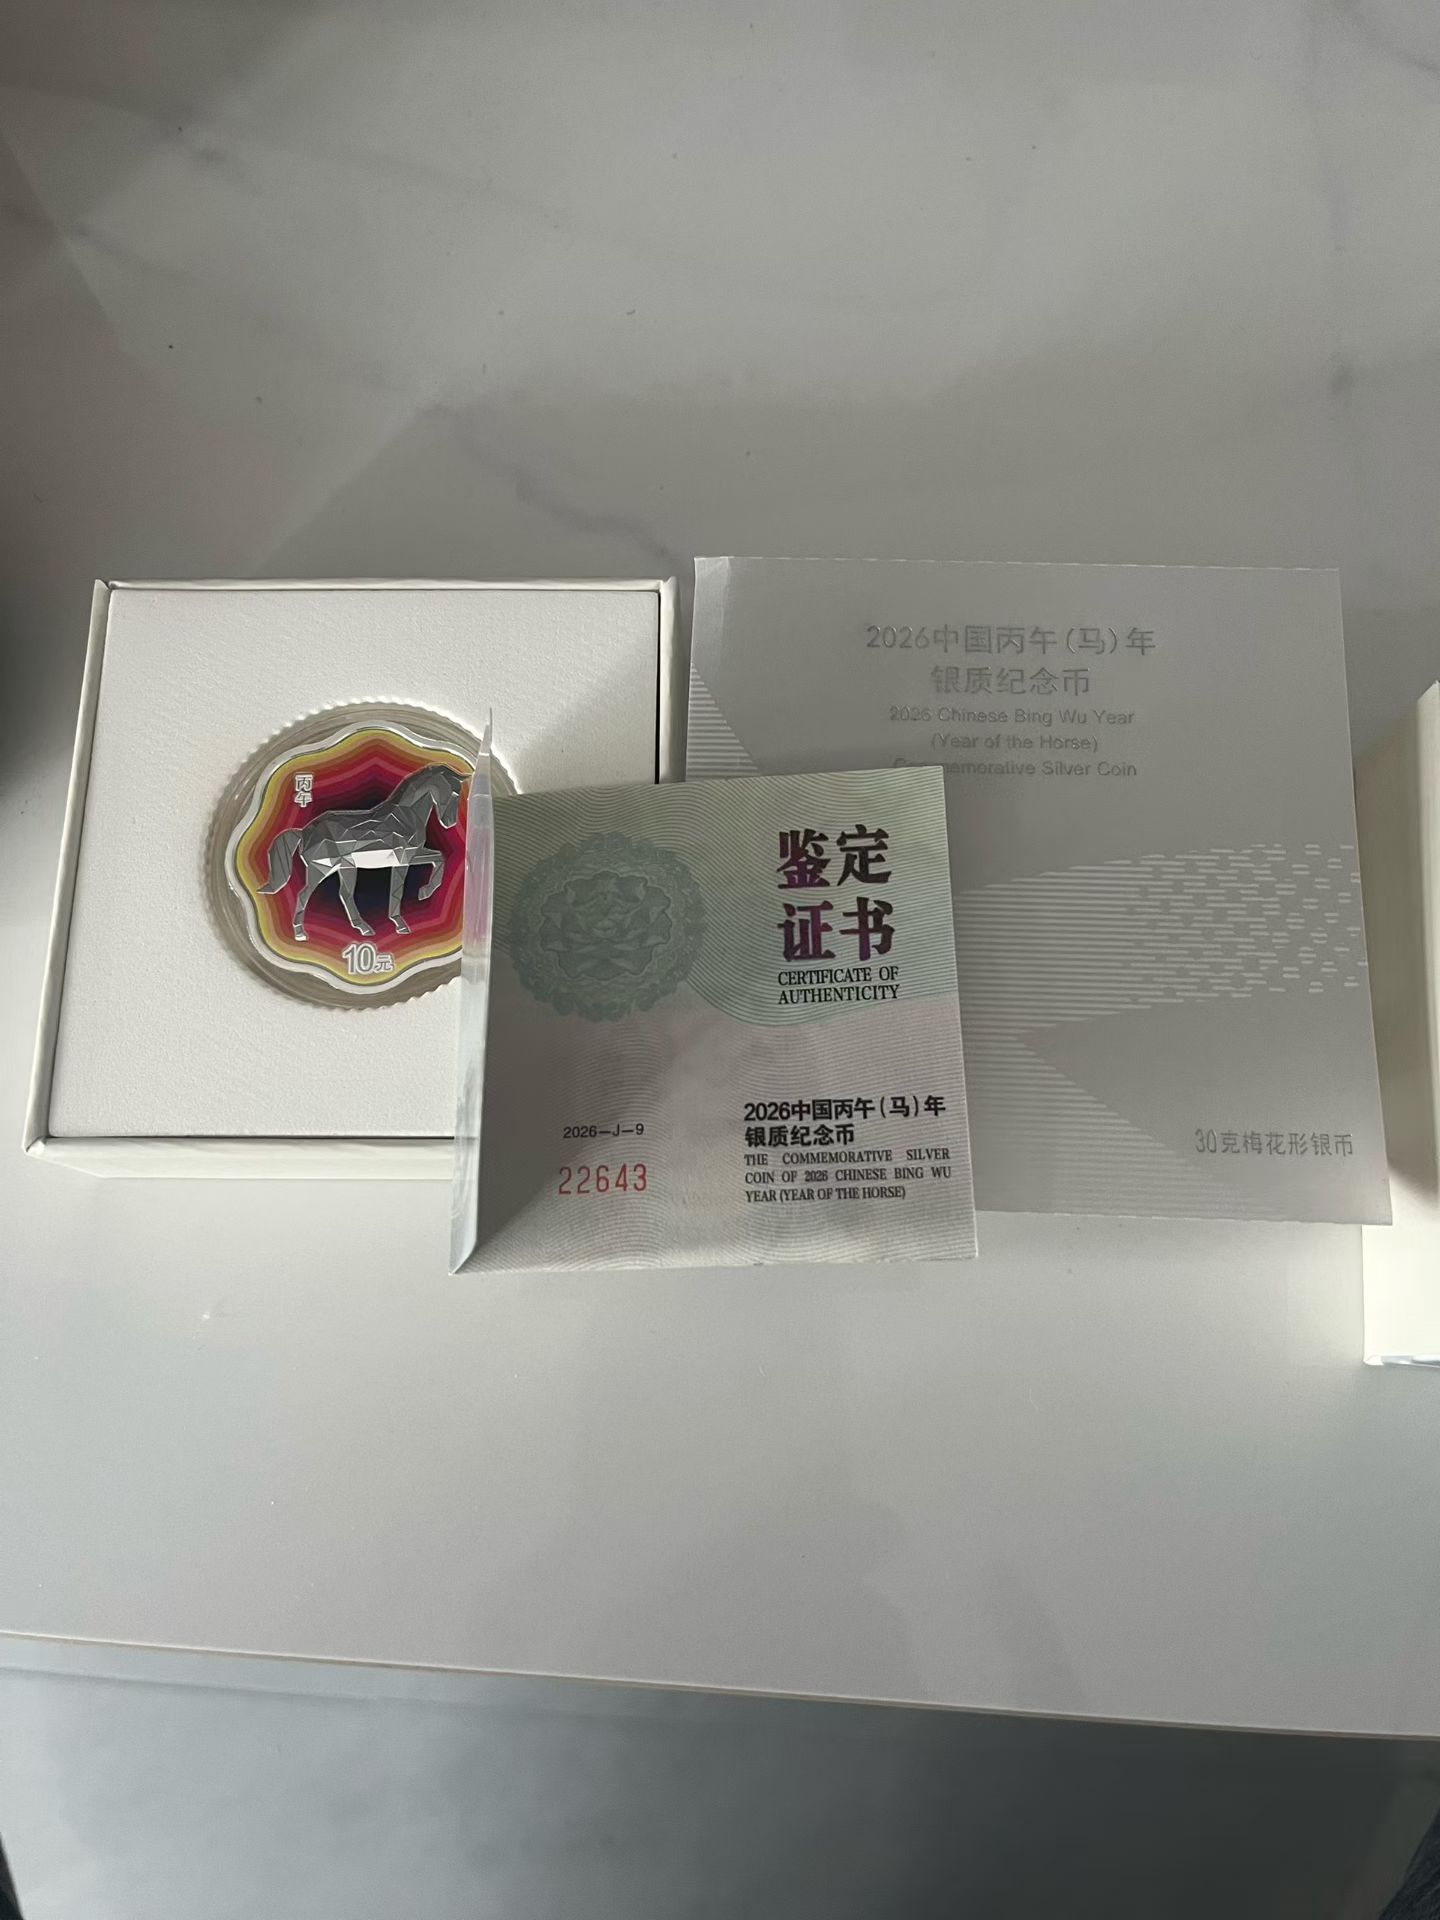 丙
午
10元
2026中国丙午(马)年
银质纪念币
2026 Chinese Bing Wu Year
(Year of the Horse)
Commemorative Silver Coin
30克梅花形银币
鉴定
证书
CERTIFICATE OF
AUTHENTICITY
2026—J—9
22643
2026中国丙午(马)年
银质纪念币
THE COMMEMORATIVE SILVER
COIN OF 2026 CHINESE BING WU
YEAR (YEAR OF THE HORSE)